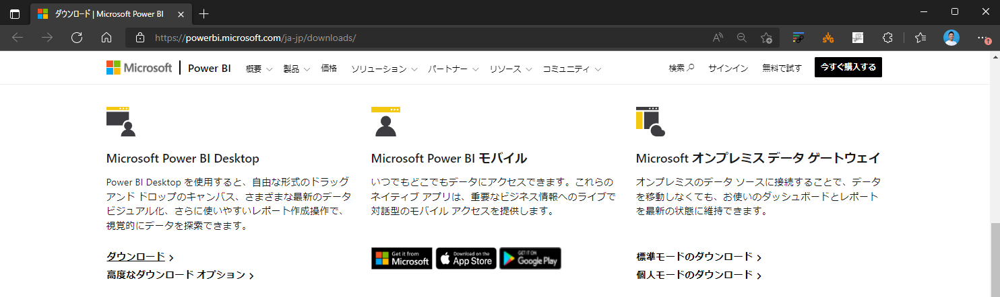 ダウンロード | Microsoft Power BI
https://powerbi.microsoft.com/ja-jp/downloads/
Microsoft Power BI 概要 製品 価格 ソリューション パートナー リソース コミュニティ 検索 サインイン 無料で試す 今すぐ購入する
Microsoft Power BI Desktop
Power BI Desktop を使用すると、自由な形式のドラッグ
アンド ドロップのキャンバス、さまざまな最新のデータ
ビジュアル化、さらに使いやすいレポート作成操作で、
視覚的にデータを探索できます。
ダウンロード
高度なダウンロード オプション
Microsoft Power BI モバイル
いつでもどこでもデータにアクセスできます。これらの
ネイティブ アプリは、重要なビジネス情報へのライブで
対話型のモバイル アクセスを提供します。
Get it from
Microsoft
Download on the
App Store
GET IT ON
Google Play
Microsoft オンプレミス データ ゲートウェイ
オンプレミスのデータ ソースに接続することで、データ
を移動しなくても、お使いのダッシュボードとレポート
を最新の状態に維持できます。
標準モードのダウンロード
個人モードのダウンロード